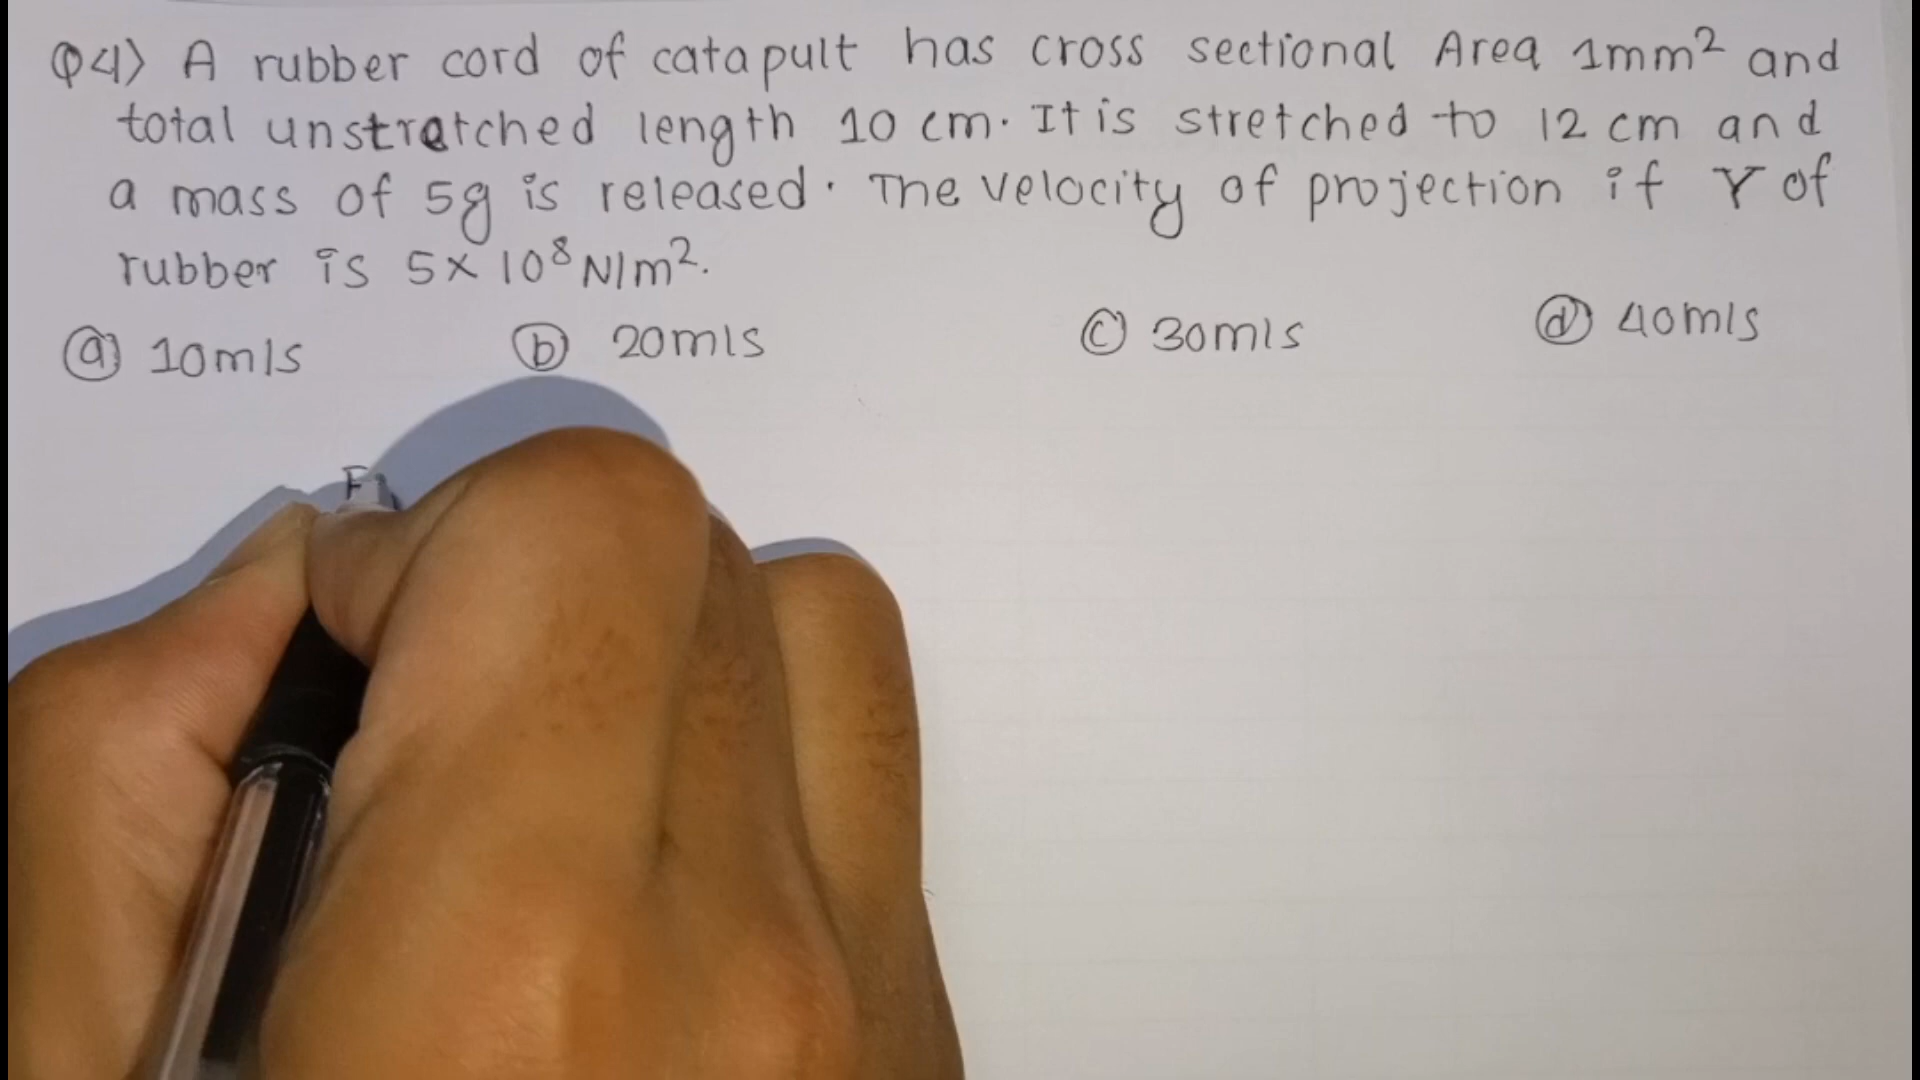 Q4) A rubber cord of catapult has cross sectional Area 1mm² and
total unstretched length 10 cm. It is stretched to 12 cm and
a mass of 5g is released. The velocity of projection if Y of
rubber is 5× 10⁸ N/m².
(a) 10m/s (b) 20m/s (c) 30m/s (d) 40m/s